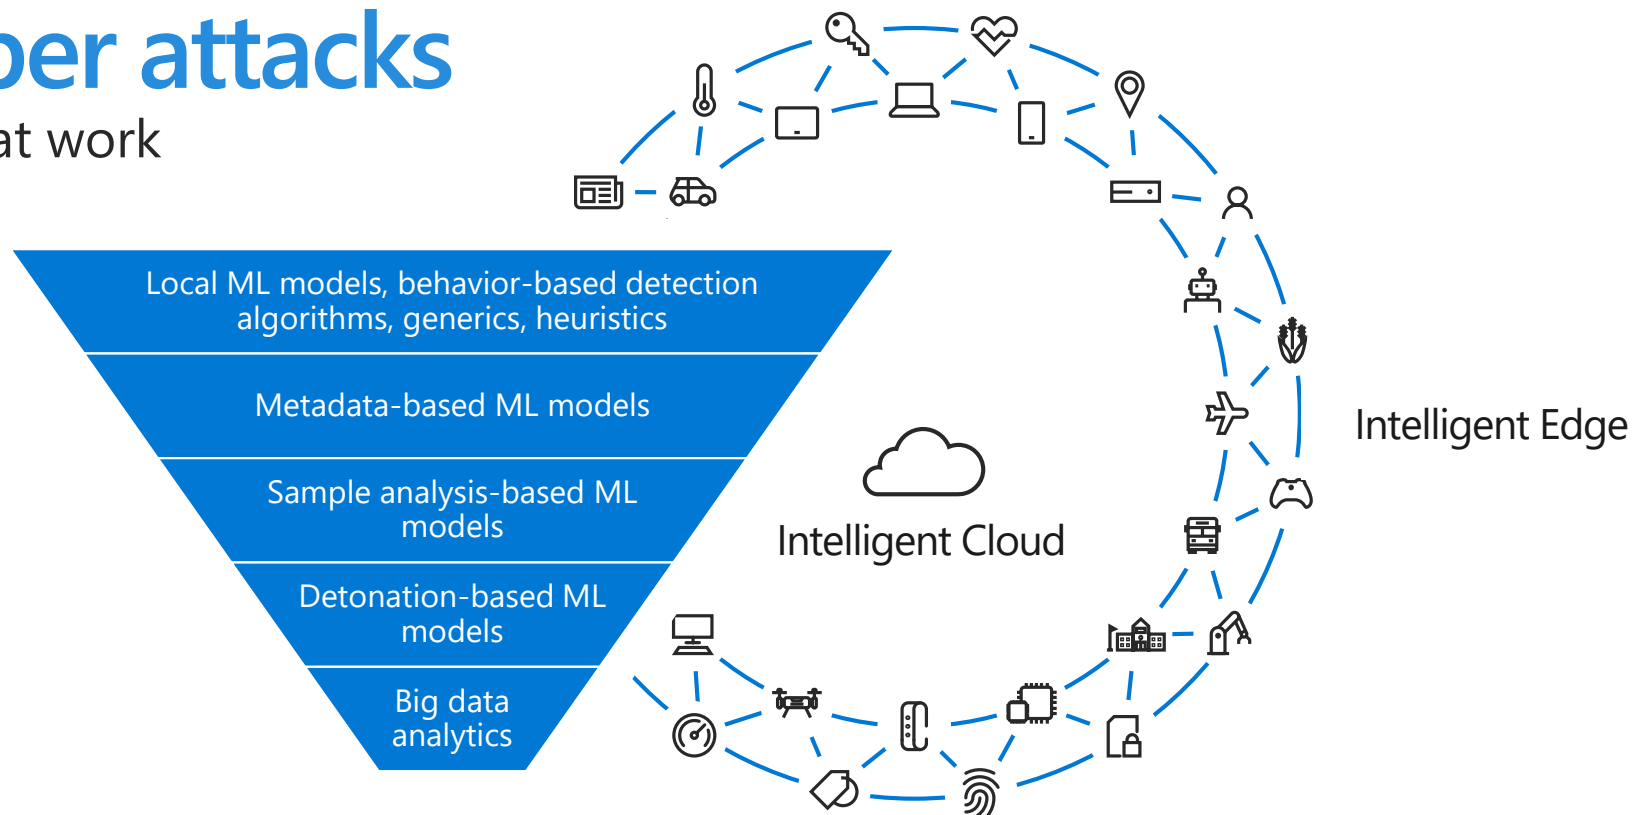 per attacks
at work
Local ML models, behavior-based detection
algorithms, generics, heuristics
Metadata-based ML models
Sample analysis-based ML
models
Detonation-based ML
models
Big data
analytics
Intelligent Cloud
Intelligent Edge